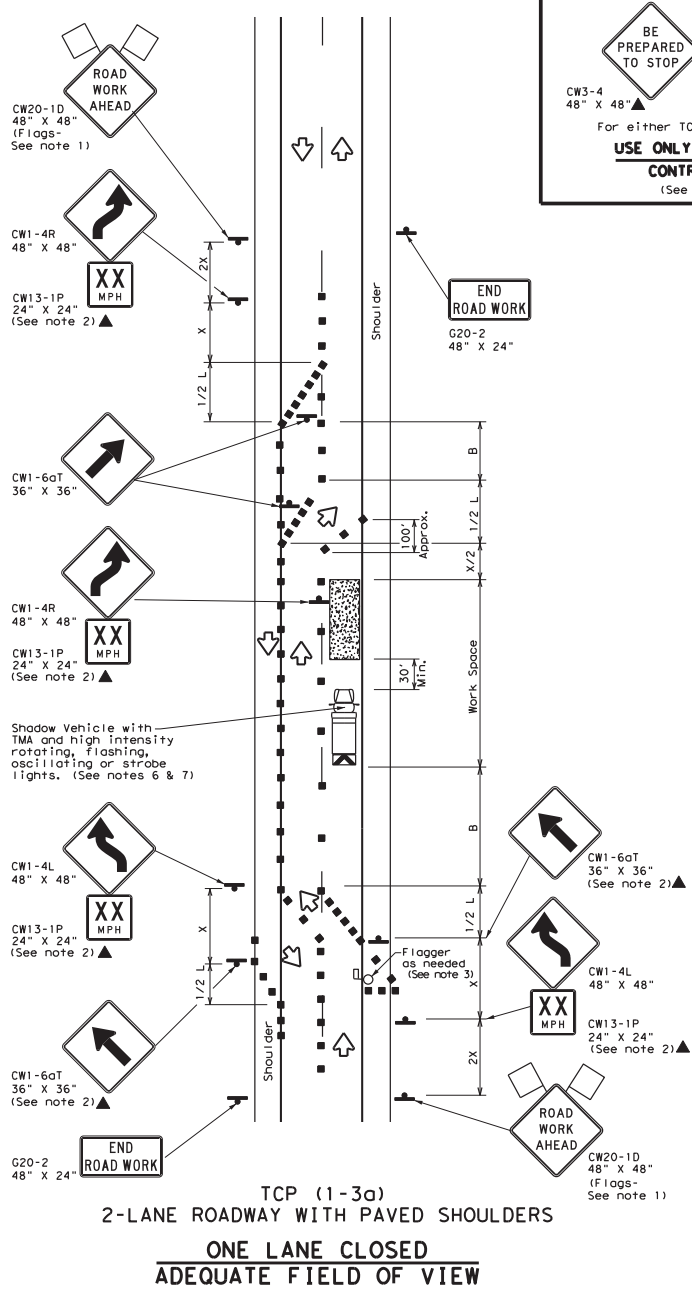 ROAD
WORK
AHEAD
CW20-1D
48" X 48"
(Flags-
See note 1)
CW1-4R
48" X 48"
XX
MPH
CW13-1P
24" X 24"
(See note 2)▲
2X
X
1/2 L
Shoulder
END
ROAD WORK
G20-2
48" X 24"
BE
PREPARED
TO STOP
CW3-4
48" X 48"▲
For either TC
USE ONLY
CONTR
(See
CW1-6aT
36" X 36"
B
1/2 L
100'
Approx.
X/2
CW1-4R
48" X 48"
XX
MPH
CW13-1P
24" X 24"
(See note 2)▲
30'
Min.
Work Space
Shadow Vehicle with
TMA and high intensity
rotating, flashing,
oscillating or strobe
lights. (See notes 6 & 7)
B
CW1-4L
48" X 48"
XX
MPH
CW13-1P
24" X 24"
(See note 2)▲
X
1/2 L
CW1-6aT
36" X 36"
(See note 2)▲
1/2 L
X
2X
Flagger
as needed
(See note 3)
CW1-4L
48" X 48"
XX
MPH
CW13-1P
24" X 24"
(See note 2)▲
CW1-6aT
36" X 36"
(See note 2)▲
Shoulder
END
ROAD WORK
G20-2
48" X 24"
ROAD
WORK
AHEAD
CW20-1D
48" X 48"
(Flags-
See note 1)
TCP (1-3a)
2-LANE ROADWAY WITH PAVED SHOULDERS
ONE LANE CLOSED
ADEQUATE FIELD OF VIEW